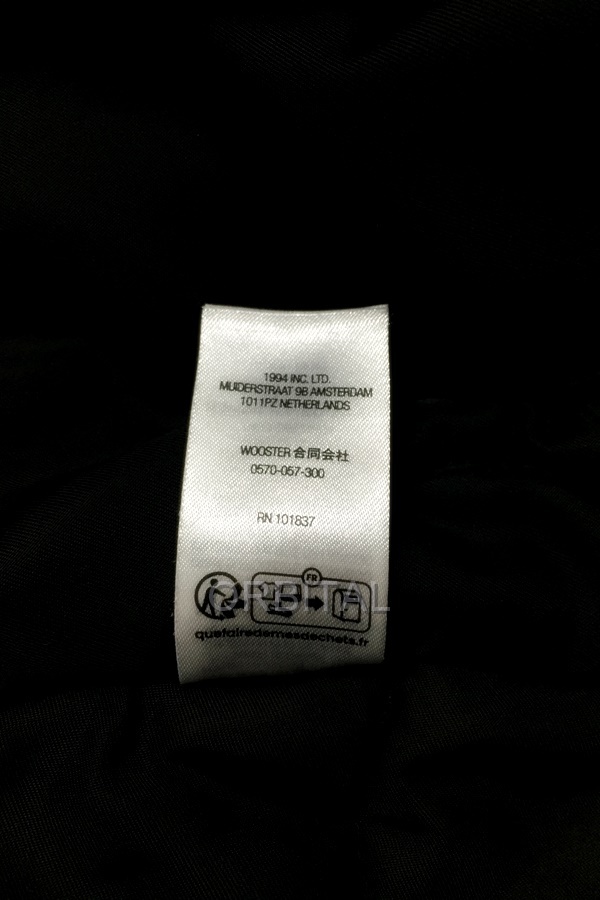 1994 INC. LTD.
MUIDERSTRAAT 9B AMSTERDAM
1011PZ NETHERLANDS
WOOSTER 合同会社
0570-057-300
RN 101837
FR
ORBITAL
quefairedemesdechets.fr